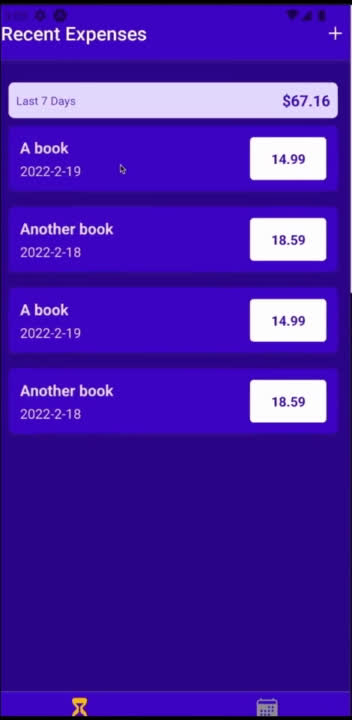 Recent Expenses
+
Last 7 Days $67.16
A book
2022-2-19
14.99
Another book
2022-2-18
18.59
A book
2022-2-19
14.99
Another book
2022-2-18
18.59